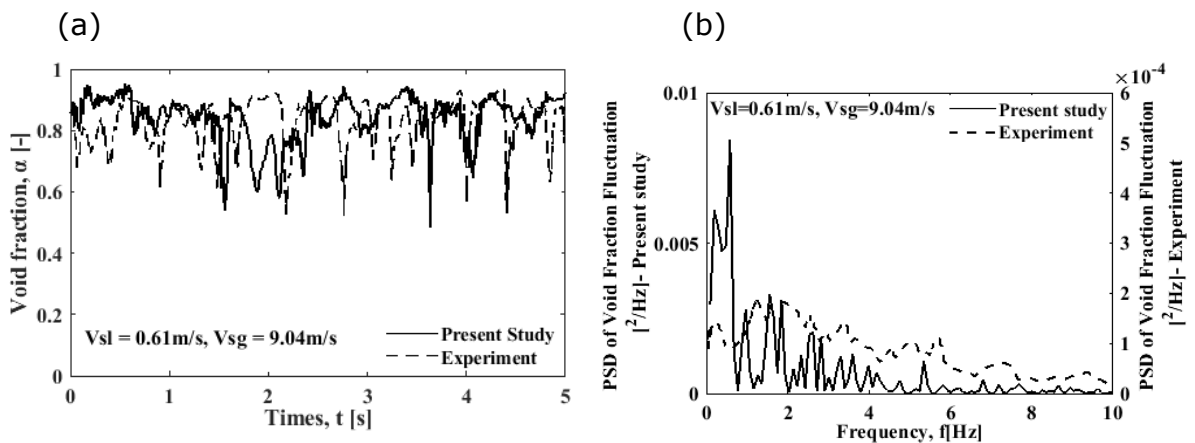 (a)
1
0.8
0.6
0.4
0.2
0
Void fraction, α [-]
Vsl = 0.61m/s, Vsg = 9.04m/s
Present Study
Experiment
0
1
2
3
4
5
Times, t [s]
(b)
×10⁻⁴
0.01
0.005
0
PSD of Void Fraction Fluctuation
|²/Hz|- Present study
Vsl=0.61m/s, Vsg=9.04m/s
Present study
Experiment
6
5
4
3
2
1
0
PSD of Void Fraction Fluctuation
|²/Hz|- Experiment
0
2
4
6
8
10
Frequency, f[Hz]